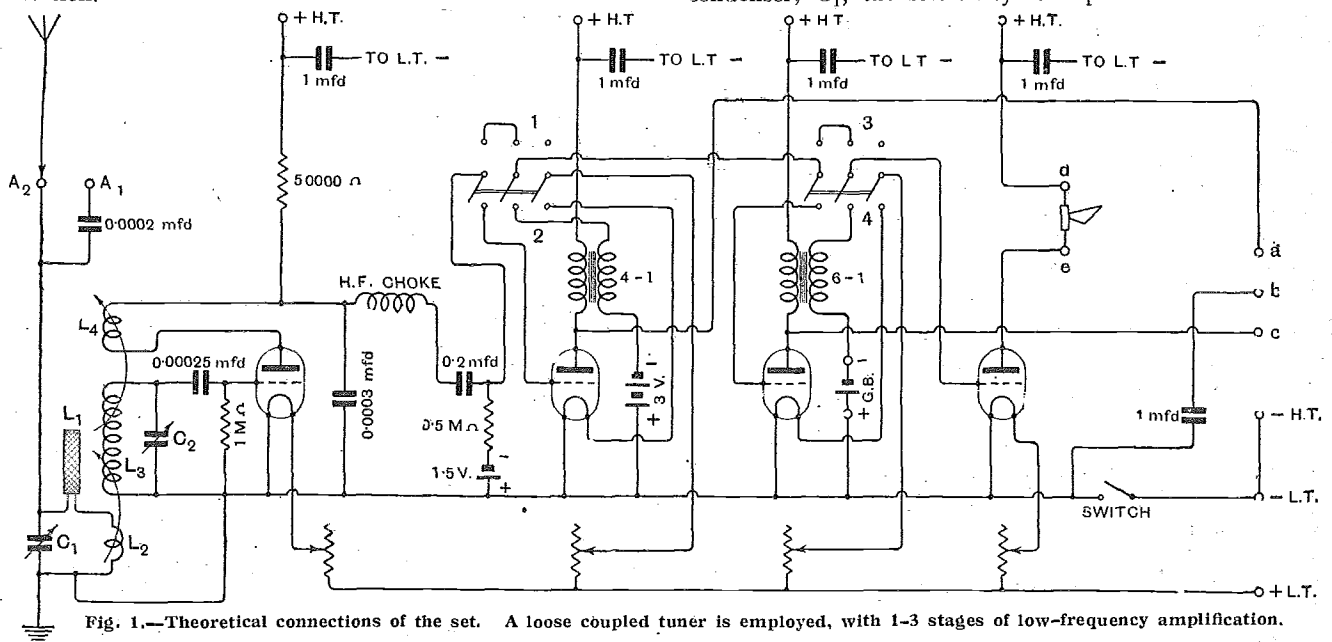 + H.T.
+ H.T
+ H T
+ H.T.
1 mfd
TO L.T. -
1 mfd
TO L.T -
1 mfd
TO L T -
1 mfd
TO L.T -
1
3
A2
A1
50000 Ω
0·0002 mfd
d
2
4
a
e
H.F. CHOKE
4-1
6-1
b
L4
c
0·00025 mfd
0·2 mfd
-
3 V.
+
-
G.B.
+
0·0003 mfd
1 MΩ
L1
C2
L3
0·5 MΩ
1 mfd
- H.T.
-
1·5 V.
+
- L.T.
SWITCH
C1
L2
+ L.T.
Fig. 1.—Theoretical connections of the set. A loose coupled tuner is employed, with 1-3 stages of low-frequency amplification.